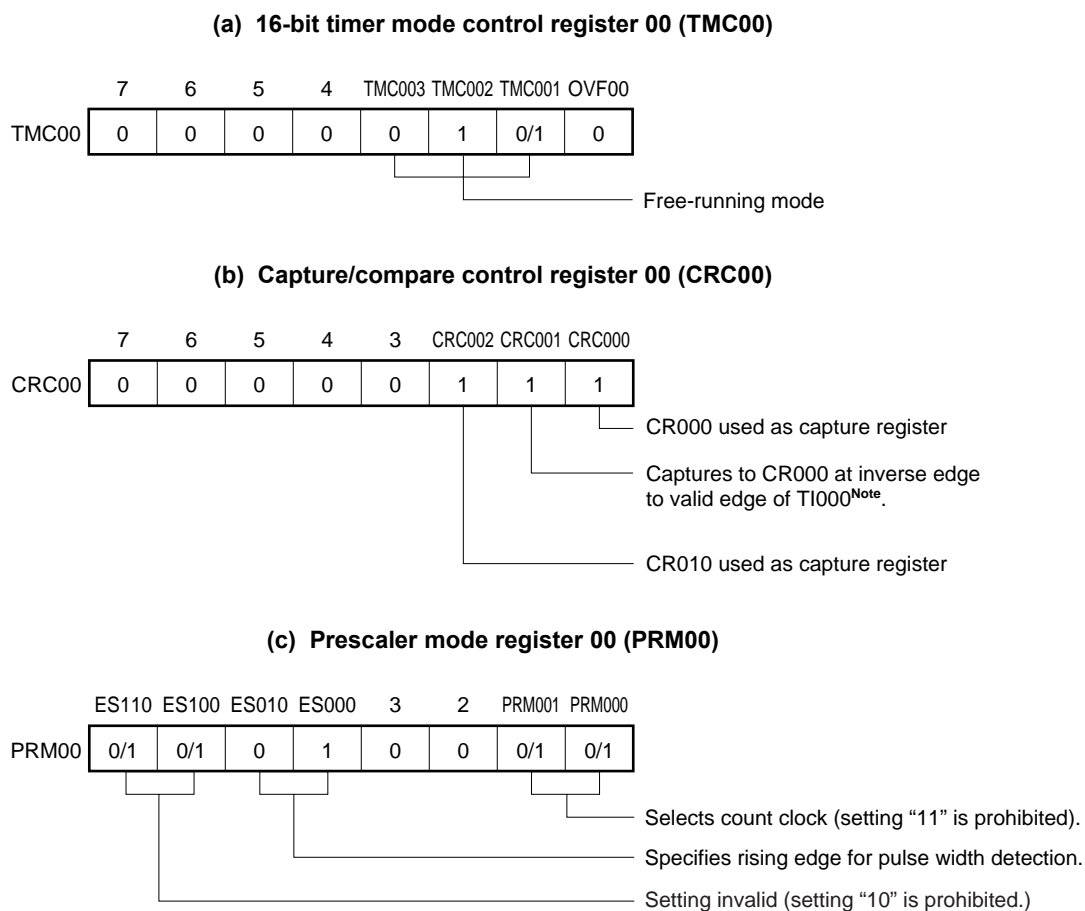 (a) 16-bit timer mode control register 00 (TMC00)
7 6 5 4 TMC003 TMC002 TMC001 OVF00
TMC00 0 0 0 0 0 1 0/1 0
Free-running mode
(b) Capture/compare control register 00 (CRC00)
7 6 5 4 3 CRC002 CRC001 CRC000
CRC00 0 0 0 0 0 1 1 1
CR000 used as capture register
Captures to CR000 at inverse edge
to valid edge of TI000Note.
CR010 used as capture register
(c) Prescaler mode register 00 (PRM00)
ES110 ES100 ES010 ES000 3 2 PRM001 PRM000
PRM00 0/1 0/1 0 1 0 0 0/1 0/1
Selects count clock (setting “11” is prohibited).
Specifies rising edge for pulse width detection.
Setting invalid (setting “10” is prohibited.)